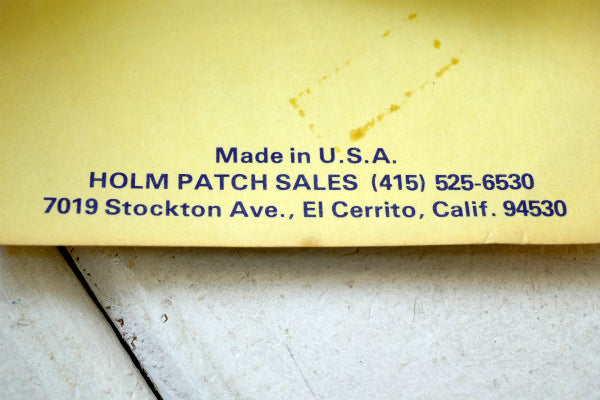 Made in U.S.A.
HOLM PATCH SALES (415) 525-6530
7019 Stockton Ave., El Cerrito, Calif. 94530